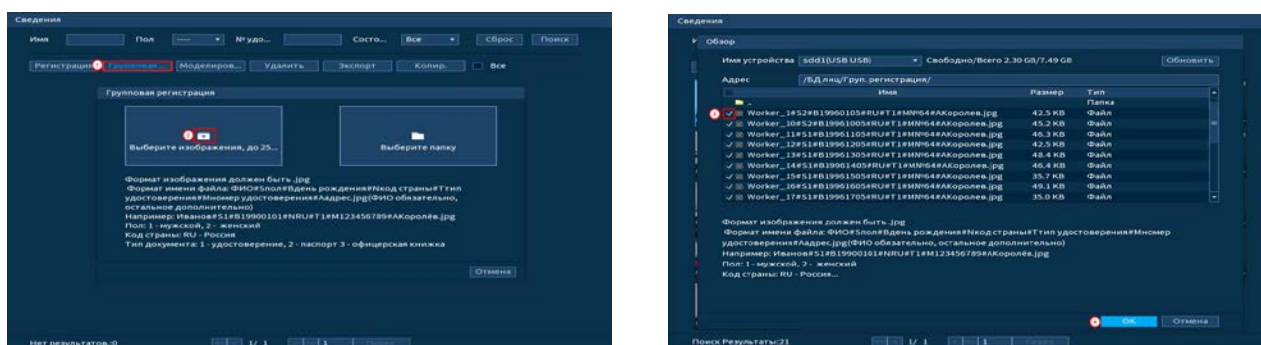 Сведения
Имя Пол ---- № удо... Состо... Все Сброс Поиск
Регистраци Групповая... Моделиров... Удалить Экспорт Копир. Все
Групповая регистрация
Выберите изображения, до 25... Выберите папку
Формат изображения должен быть .jpg
Формат имени файла: ФИО#Sпол#Bдень рождения#Nкод страны#Tтип
удостоверения#Mномер удостоверения#Aадрес.jpg(ФИО обязательно,
остальное дополнительно)
Например: Иванов#S1#B19900101#NRU#T1#M123456789#AКоролёв.jpg
Пол: 1 - мужской, 2 - женский
Код страны: RU - Россия
Тип документа: 1 - удостоверение, 2 - паспорт 3 - офицерская книжка
Отмена
Нет результатов.:0 1/ 1 1
Сведения
Обзор
Имя устройства sdd1(USB USB) Свободно/Всего 2.30 GB/7.49 GB Обновить
Адрес /БД лиц/Груп. регистрация/
Имя Размер Тип
.. Папка
Worker_1#S2#B19960105#RU#T1#M№64#AКоролев.jpg 42.5 KB Файл
Worker_10#S2#B19961005#RU#T1#M№64#AКоролев.jpg 45.2 KB Файл
Worker_11#S1#B19961105#RU#T1#M№64#AКоролев.jpg 46.3 KB Файл
Worker_12#S1#B19961205#RU#T1#M№64#AКоролев.jpg 42.5 KB Файл
Worker_13#S1#B19961305#RU#T1#M№64#AКоролев.jpg 48.4 KB Файл
Worker_14#S1#B19961405#RU#T1#M№64#AКоролев.jpg 46.4 KB Файл
Worker_15#S1#B19961505#RU#T1#M№64#AКоролев.jpg 35.7 KB Файл
Worker_16#S1#B19961605#RU#T1#M№64#AКоролев.jpg 49.1 KB Файл
Worker_17#S1#B19961705#RU#T1#M№64#AКоролев.jpg 35.0 KB Файл
Формат изображения должен быть .jpg
Формат имени файла: ФИО#Sпол#Bдень рождения#Nкод страны#Tтип удостоверения#Mномер
удостоверения#Aадрес.jpg(ФИО обязательно, остальное дополнительно)
Например: Иванов#S1#B19900101#NRU#T1#M123456789#AКоролёв.jpg
Пол: 1 - мужской, 2 - женский
Код страны: RU - Россия...
OK Отмена
Поиск Результаты:21 1/ 1 1